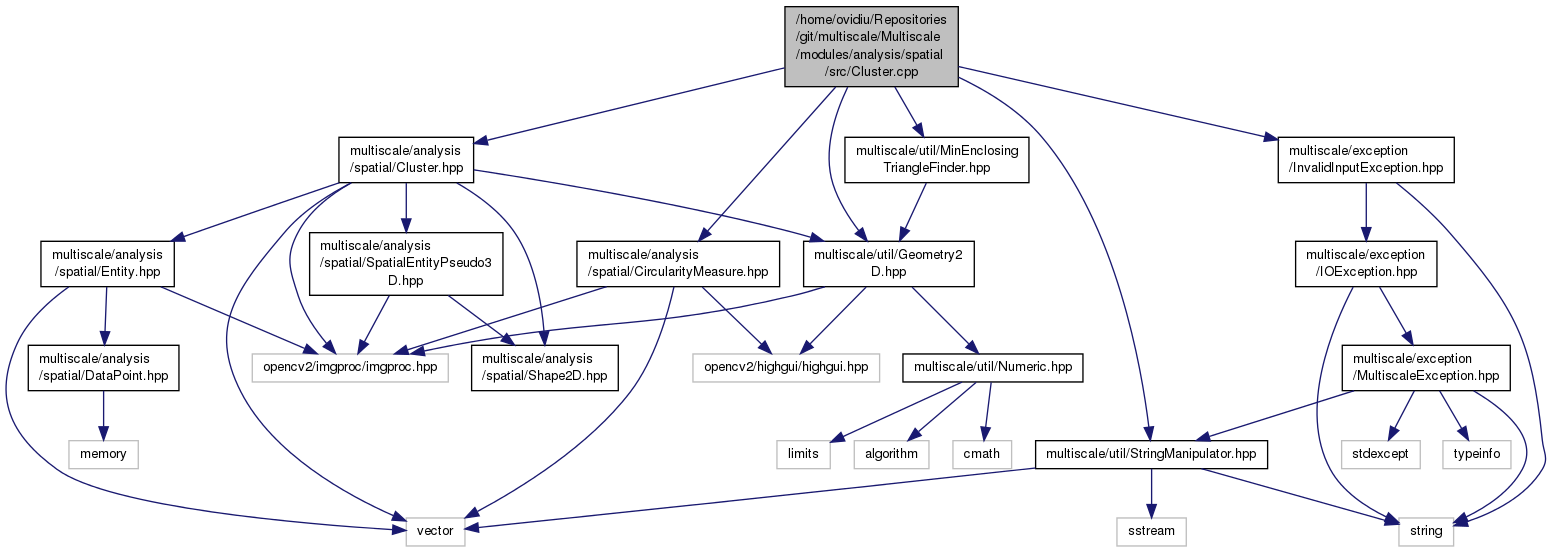 /home/ovidiu/Repositories
/git/multiscale/Multiscale
/modules/analysis/spatial
/src/Cluster.cpp
multiscale/analysis
/spatial/Cluster.hpp
multiscale/util/MinEnclosing
TriangleFinder.hpp
multiscale/exception
/InvalidInputException.hpp
multiscale/analysis
/spatial/Entity.hpp
multiscale/analysis
/spatial/SpatialEntityPseudo3
D.hpp
multiscale/analysis
/spatial/CircularityMeasure.hpp
multiscale/util/Geometry2
D.hpp
multiscale/exception
/IOException.hpp
multiscale/analysis
/spatial/DataPoint.hpp
opencv2/imgproc/imgproc.hpp
multiscale/analysis
/spatial/Shape2D.hpp
opencv2/highgui/highgui.hpp
multiscale/util/Numeric.hpp
multiscale/exception
/MultiscaleException.hpp
memory
limits
algorithm
cmath
multiscale/util/StringManipulator.hpp
stdexcept
typeinfo
vector
sstream
string